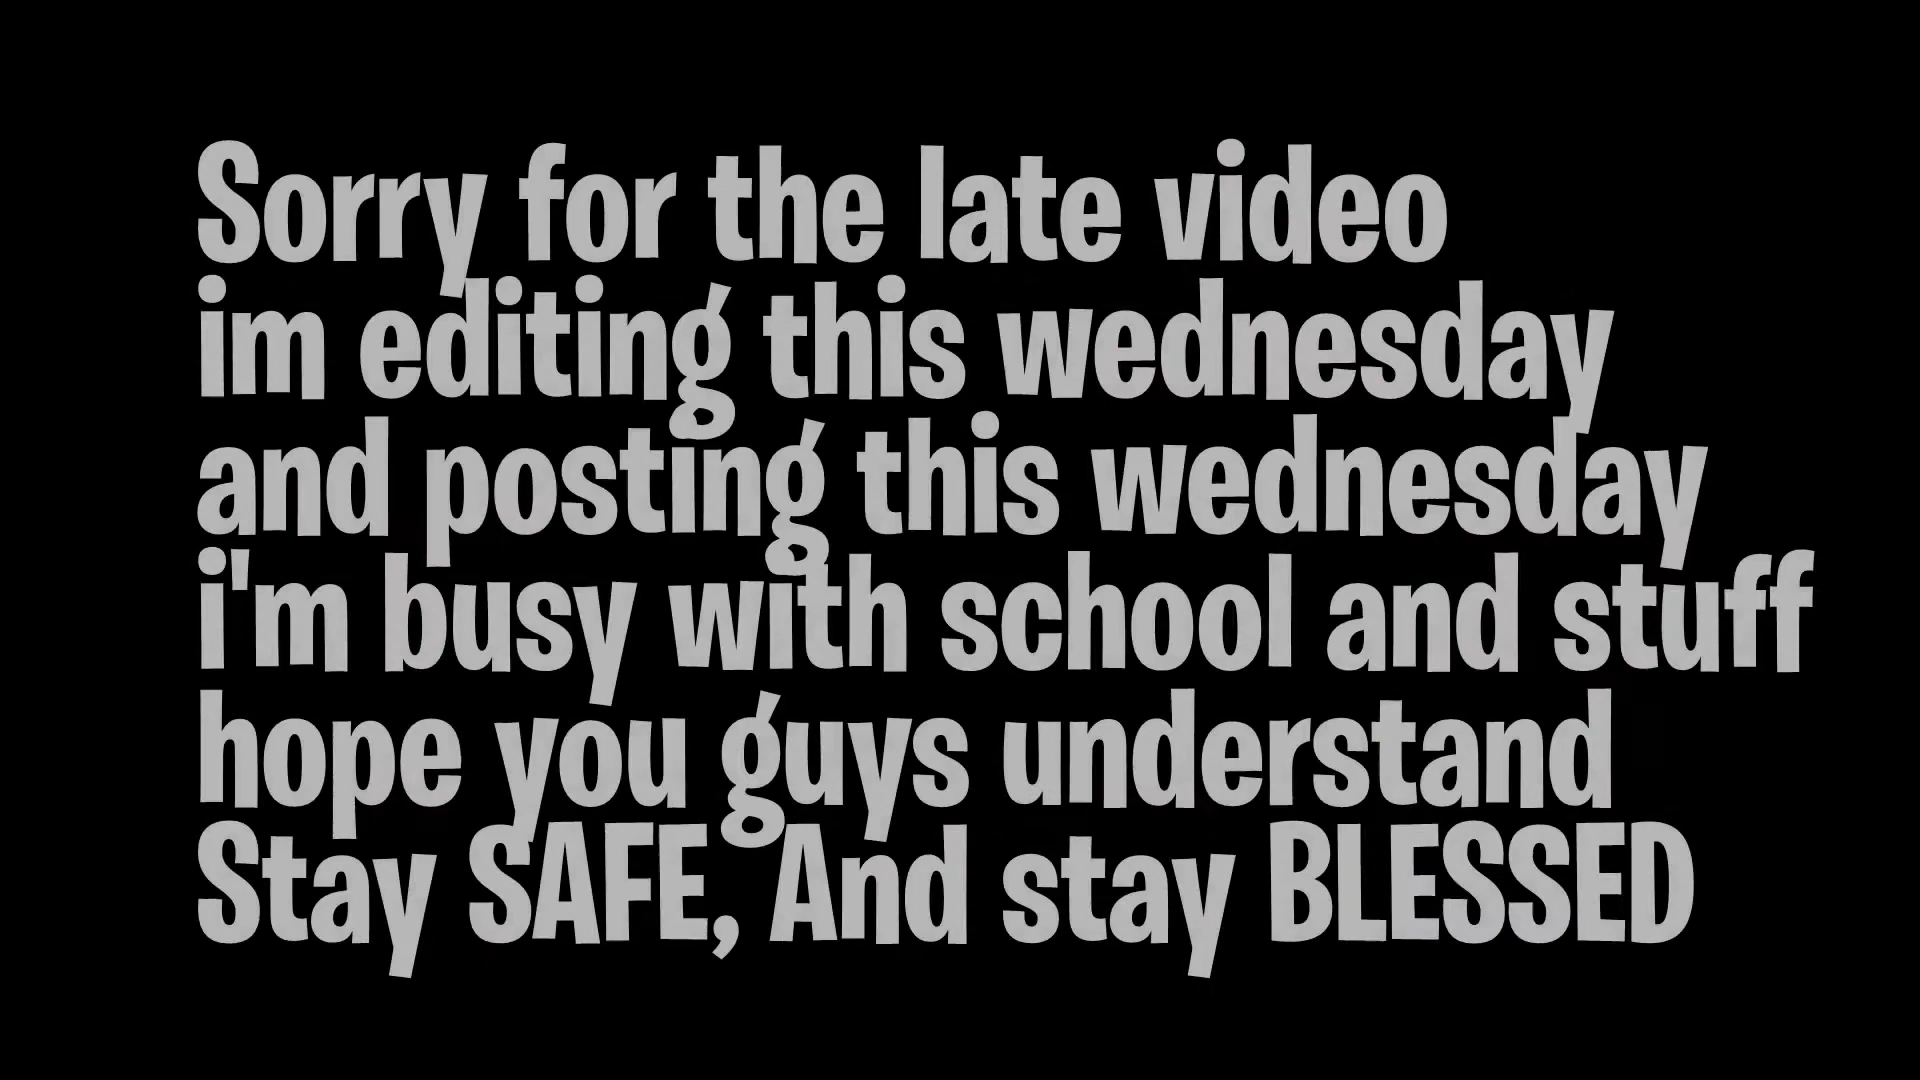 Sorry for the late video
im editing this wednesday
and posting this wednesday
i'm busy with school and stuff
hope you guys understand
Stay SAFE, And stay BLESSED